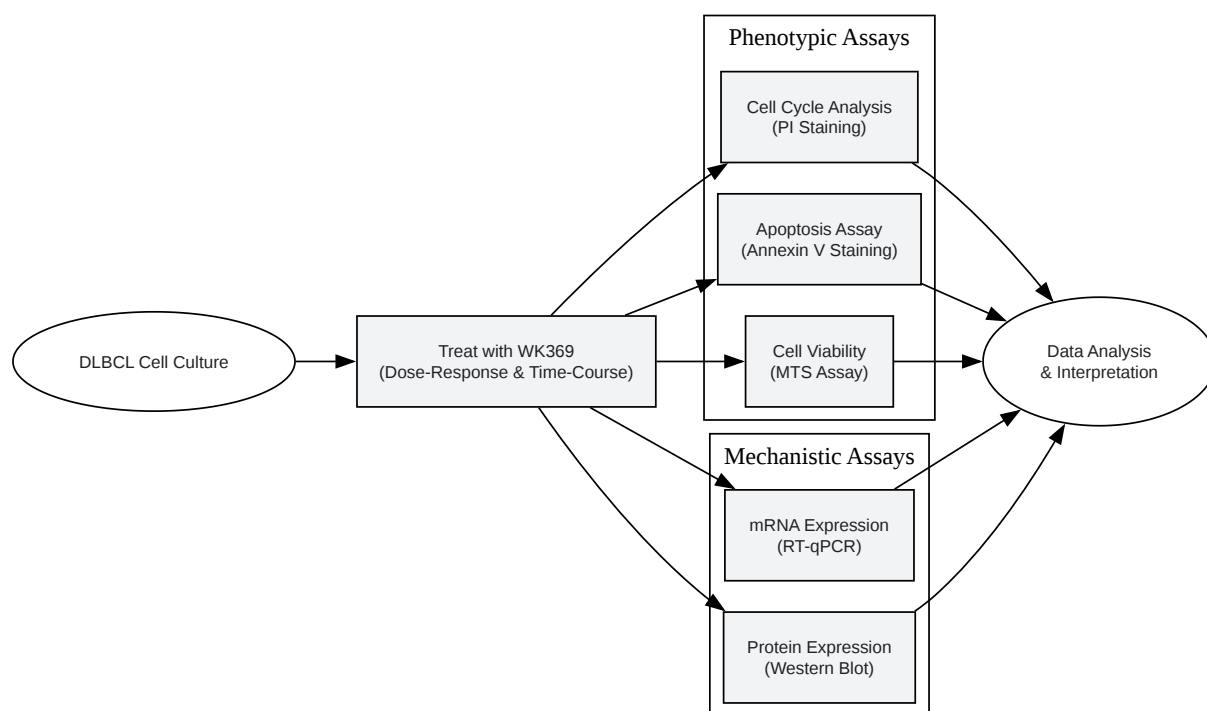 Phenotypic Assays
Cell Cycle Analysis
(PI Staining)
Apoptosis Assay
(Annexin V Staining)
DLBCL Cell Culture
Treat with WK369
(Dose-Response & Time-Course)
Cell Viability
(MTS Assay)
Data Analysis
& Interpretation
Mechanistic Assays
mRNA Expression
(RT-qPCR)
Protein Expression
(Western Blot)